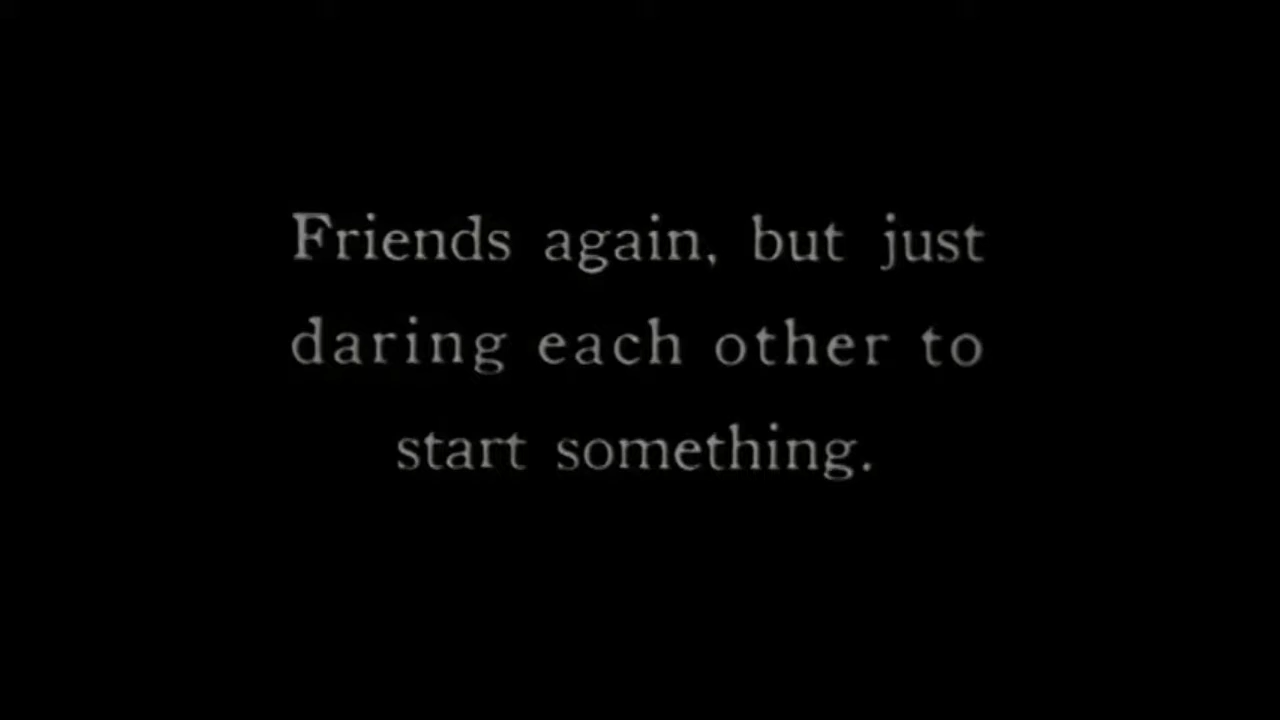 Friends again, but just
daring each other to
start something.